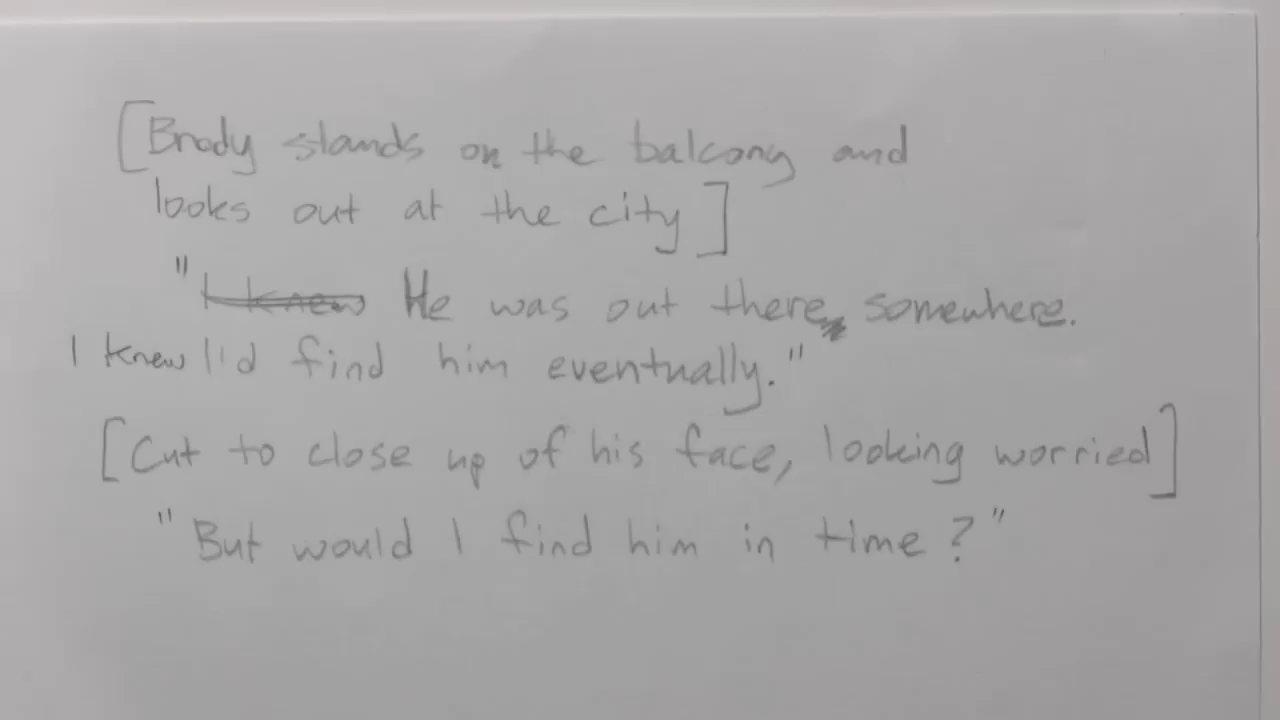 [Brody stands on the balcony and
looks out at the city]
"I knew He was out there somewhere.
I knew I'd find him eventually."
[Cut to close up of his face, looking worried]
"But would I find him in time?"